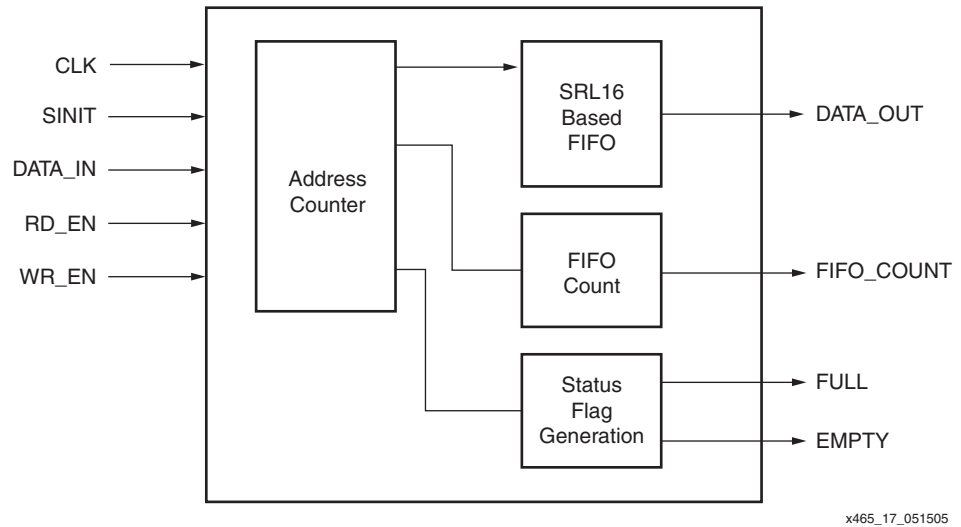 CLK
SINIT
DATA_IN
RD_EN
WR_EN
Address
Counter
SRL16
Based
FIFO
FIFO
Count
Status
Flag
Generation
DATA_OUT
FIFO_COUNT
FULL
EMPTY
x465_17_051505